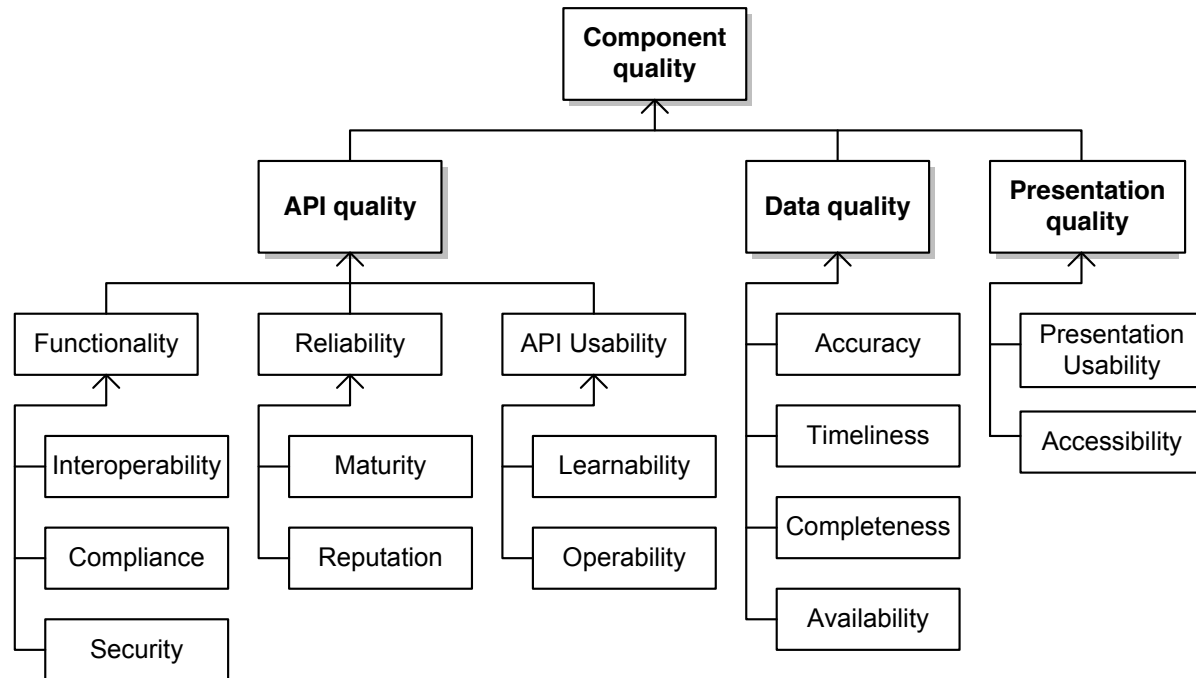 Component
quality
API quality
Data quality
Presentation
quality
Functionality
Reliability
API Usability
Accuracy
Presentation
Usability
Interoperability
Maturity
Learnability
Timeliness
Accessibility
Compliance
Reputation
Operability
Completeness
Security
Availability